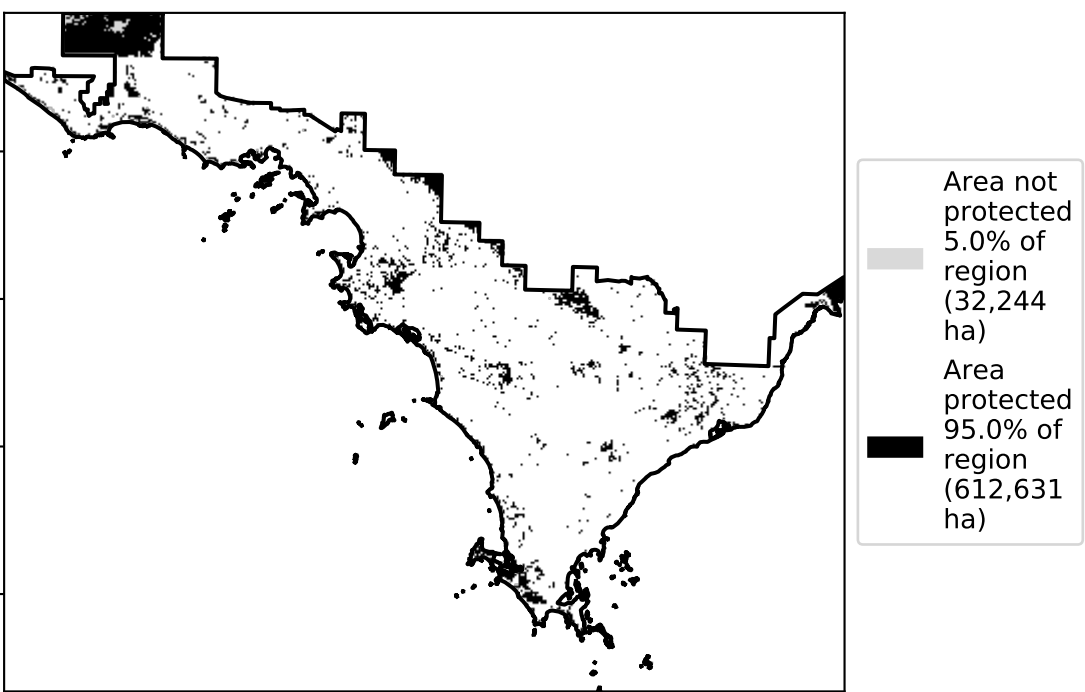 Area not
protected
5.0% of
region
(32,244
ha)
Area
protected
95.0% of
region
(612,631
ha)